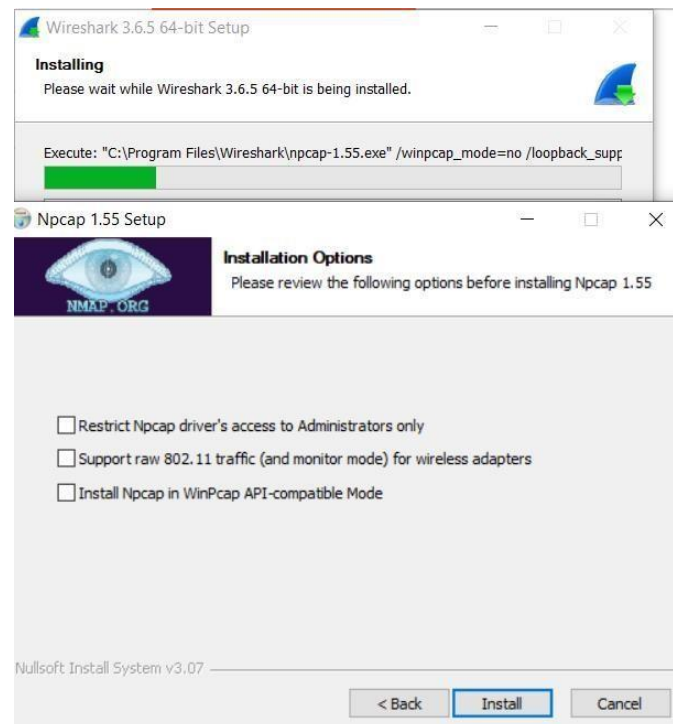 Wireshark 3.6.5 64-bit Setup
Installing
Please wait while Wireshark 3.6.5 64-bit is being installed.
Execute: "C:\Program Files\Wireshark\npcap-1.55.exe" /winpcap_mode=no /loopback_supp
Npcap 1.55 Setup
NMAP.ORG
Installation Options
Please review the following options before installing Npcap 1.55
Restrict Npcap driver's access to Administrators only
Support raw 802.11 traffic (and monitor mode) for wireless adapters
Install Npcap in WinPcap API-compatible Mode
Nullsoft Install System v3.07
< Back Install Cancel